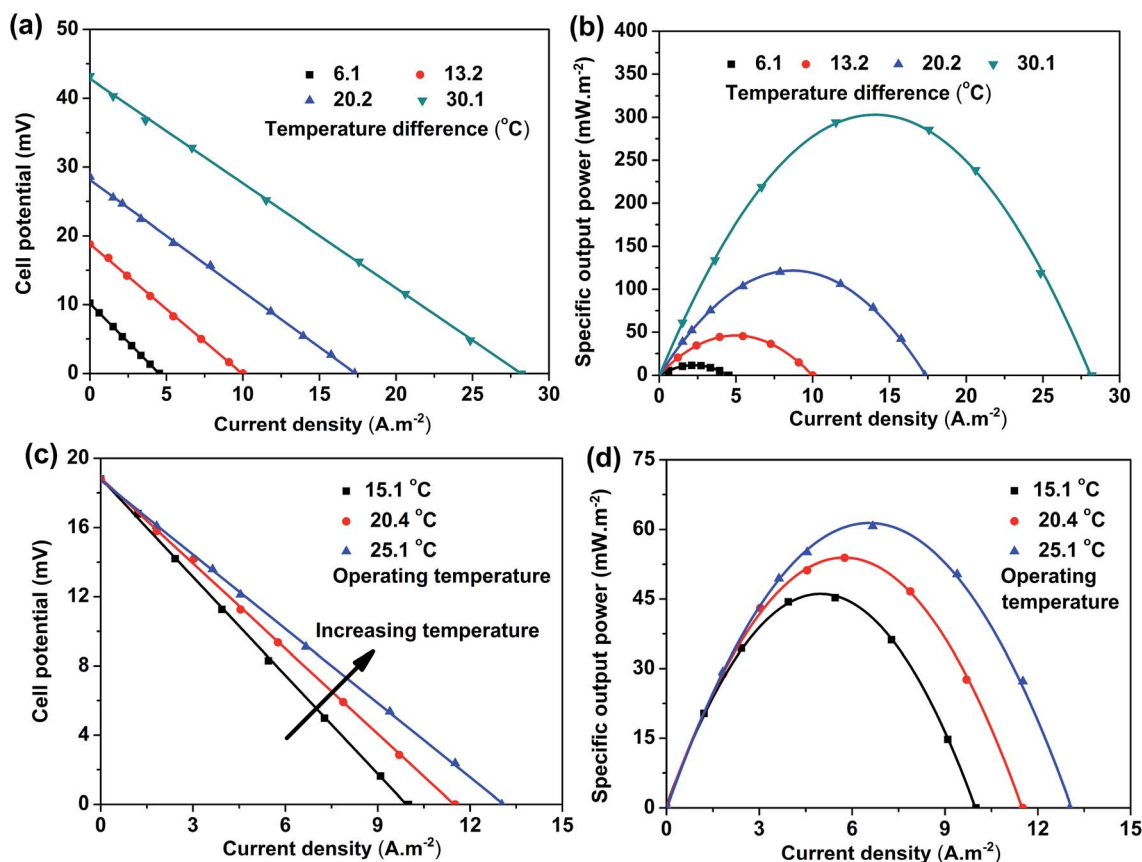 (a)
50
40
30
20
10
0
Cell potential (mV)
6.1 13.2
20.2 30.1
Temperature difference (°C)
0 5 10 15 20 25 30
Current density (A.m-2)
(b)
400
350
300
250
200
150
100
50
0
Specific output power (mW.m-2)
6.1 13.2 20.2 30.1
Temperature difference (°C)
0 5 10 15 20 25 30
Current density (A.m-2)
(c)
20
16
12
8
4
0
Cell potential (mV)
15.1 °C
20.4 °C
25.1 °C
Operating temperature
Increasing temperature
0 3 6 9 12 15
Current density (A.m-2)
(d)
75
60
45
30
15
0
Specific output power (mW.m-2)
15.1 °C
20.4 °C
25.1 °C
Operating
temperature
0 3 6 9 12 15
Current density (A.m-2)